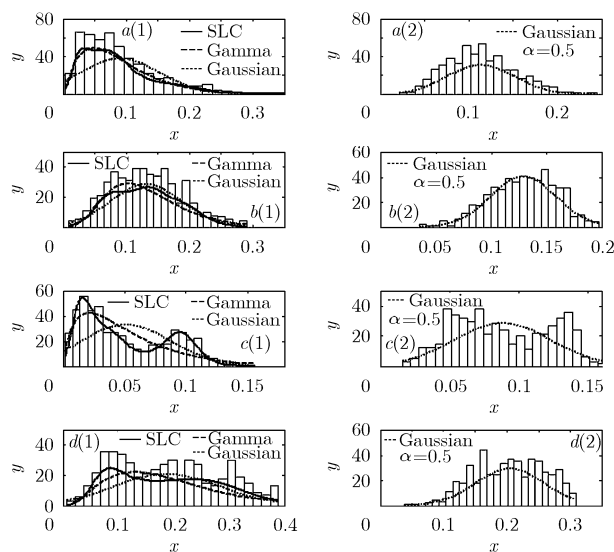 80
40
0
y
a(1)
SLC
Gamma
Gaussian
0.1
0.2
0.3
x
80
40
0
y
a(2)
Gaussian
α=0.5
0.1
0.2
x
40
20
0
y
SLC
Gamma
Gaussian
b(1)
0.1
0.2
0.3
x
60
40
20
0
y
Gaussian
α=0.5
b(2)
0.05
0.1
0.15
0.2
x
60
40
20
0
y
SLC
Gamma
Gaussian
c(1)
0.05
0.1
0.15
x
60
40
20
0
y
Gaussian
α=0.5
c(2)
0.05
0.1
0.15
x
40
20
0
y
d(1)
SLC
Gamma
Gaussian
0.1
0.2
0.3
0.4
x
60
40
20
0
y
Gaussian
α=0.5
d(2)
0.1
0.2
0.3
x